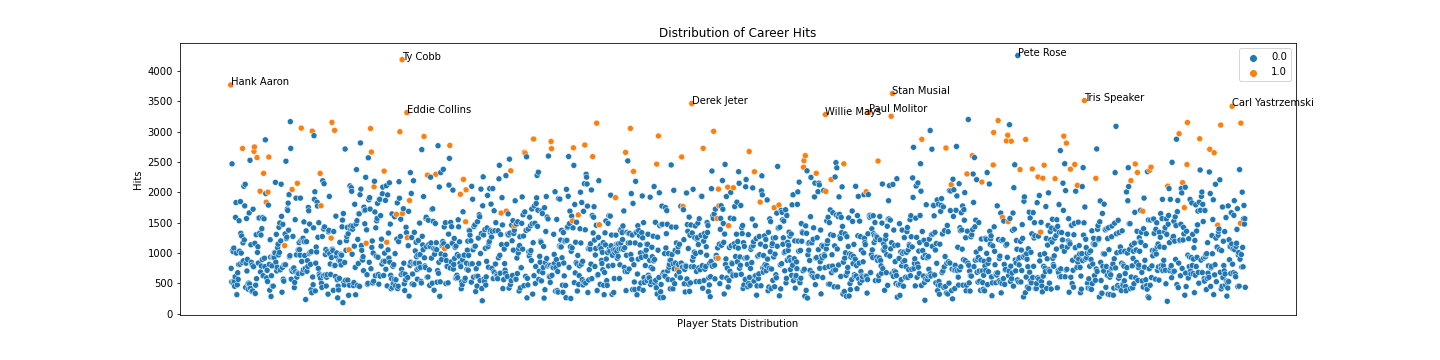 Distribution of Career Hits
Pete Rose
Ty Cobb
Hank Aaron
Stan Musial
Tris Speaker
Derek Jeter
Carl Yastrzemski
Eddie Collins
Willie Mays
Paul Molitor
0.0
1.0
4000
3500
3000
2500
2000
1500
1000
500
0
Hits
Player Stats Distribution